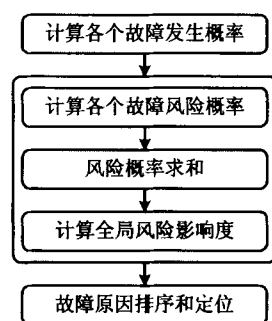 计算各个故障发生概率
计算各个故障风险概率
风险概率求和
计算全局风险影响度
故障原因排序和定位